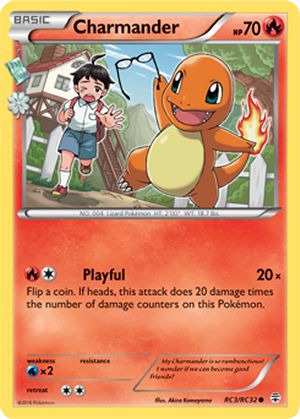 BASIC
Charmander
HP70
NO. 004 Lizard Pokémon HT: 2'00" WT: 18.7 lbs.
Playful 20×
Flip a coin. If heads, this attack does 20 damage times
the number of damage counters on this Pokémon.
weakness resistance
×2
retreat
My Charmander is so rambunctious!
I wonder if we can become good
friends?
©2016 Pokémon Illus. Akira Komayama RC3/RC32